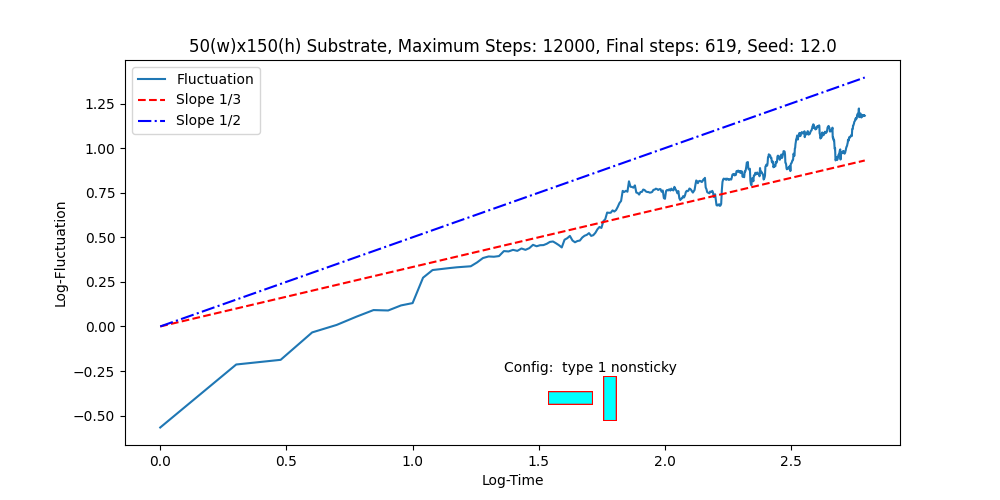 50(w)x150(h) Substrate, Maximum Steps: 12000, Final steps: 619, Seed: 12.0
Fluctuation
Slope 1/3
Slope 1/2
Log-Fluctuation
1.25
1.00
0.75
0.50
0.25
0.00
−0.25
−0.50
Config:  type 1 nonsticky
0.0 0.5 1.0 1.5 2.0 2.5
Log-Time